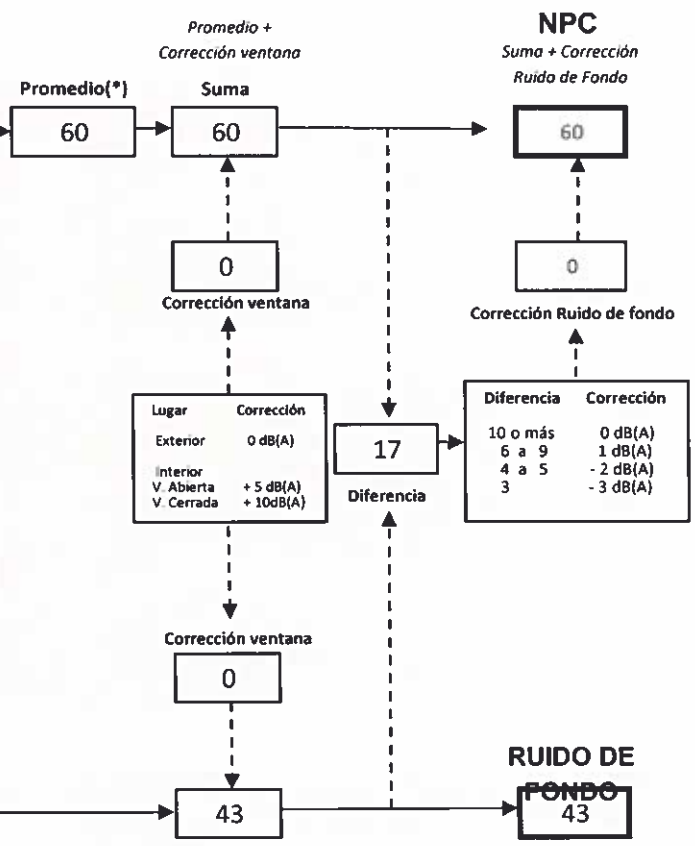 Promedio +
Corrección ventana
NPC
Suma + Corrección
Ruido de Fondo
Promedio(*)
Suma
60
60
60
0
Corrección ventana
0
Corrección Ruido de fondo
Lugar Corrección
Exterior 0 dB(A)
Interior
V. Abierta + 5 dB(A)
V. Cerrada + 10dB(A)
17
Diferencia
Diferencia Corrección
10 o más 0 dB(A)
6 a 9 1 dB(A)
4 a 5 - 2 dB(A)
3 - 3 dB(A)
Corrección ventana
0
43
RUIDO DE
FONDO
43